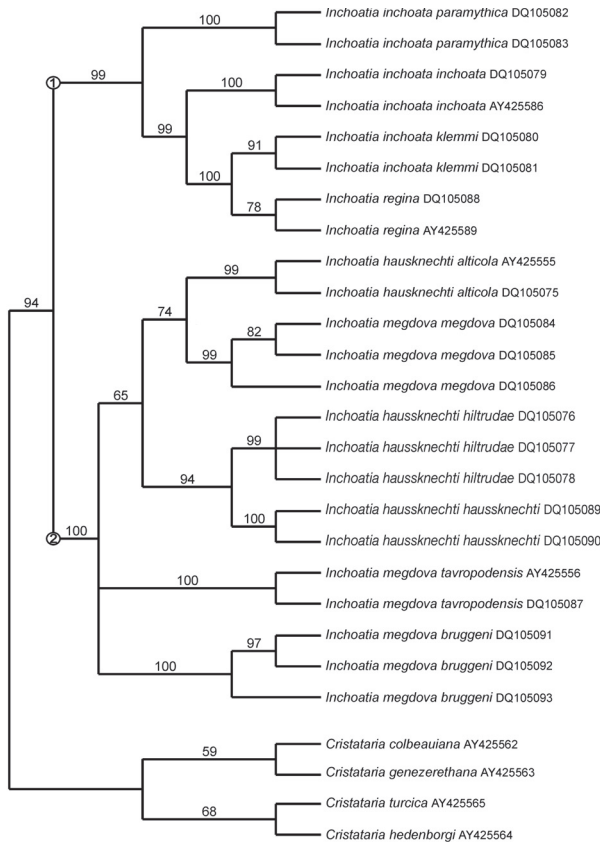 100
Inchoatia inchoata paramythica DQ105082
Inchoatia inchoata paramythica DQ105083
1
99
100
Inchoatia inchoata inchoata DQ105079
Inchoatia inchoata inchoata AY425586
99
91
Inchoatia inchoata klemmi DQ105080
Inchoatia inchoata klemmi DQ105081
100
78
Inchoatia regina DQ105088
Inchoatia regina AY425589
94
99
Inchoatia hausknechti alticola AY425555
Inchoatia hausknechti alticola DQ105075
74
82
Inchoatia megdova megdova DQ105084
Inchoatia megdova megdova DQ105085
99
Inchoatia megdova megdova DQ105086
65
Inchoatia haussknechti hiltrudae DQ105076
99
Inchoatia haussknechti hiltrudae DQ105077
Inchoatia haussknechti hiltrudae DQ105078
94
100
Inchoatia haussknechti haussknechti DQ105089
Inchoatia haussknechti haussknechti DQ105090
2
100
100
Inchoatia megdova tavropodensis AY425556
Inchoatia megdova tavropodensis DQ105087
97
Inchoatia megdova bruggeni DQ105091
Inchoatia megdova bruggeni DQ105092
100
Inchoatia megdova bruggeni DQ105093
59
Cristataria colbeauiana AY425562
Cristataria genezerethana AY425563
68
Cristataria turcica AY425565
Cristataria hedenborgi AY425564